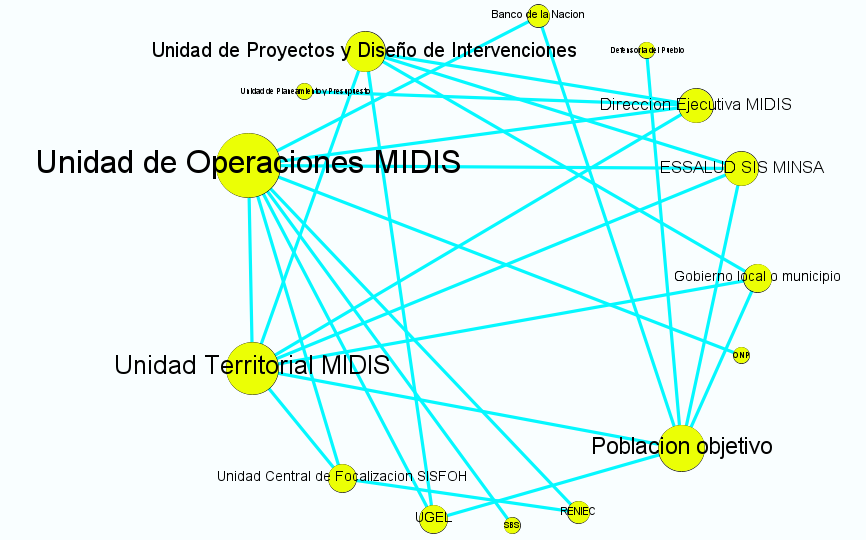 Banco de la Nacion
Unidad de Proyectos y Diseño de Intervenciones
Defensoria del Pueblo
Unidad de Planeamiento y Presupuesto
Direccion Ejecutiva MIDIS
Unidad de Operaciones MIDIS
ESSALUD SIS MINSA
Gobierno local o municipio
ONP
Unidad Territorial MIDIS
Poblacion objetivo
Unidad Central de Focalizacion SISFOH
UGEL
SBS
RENIEC